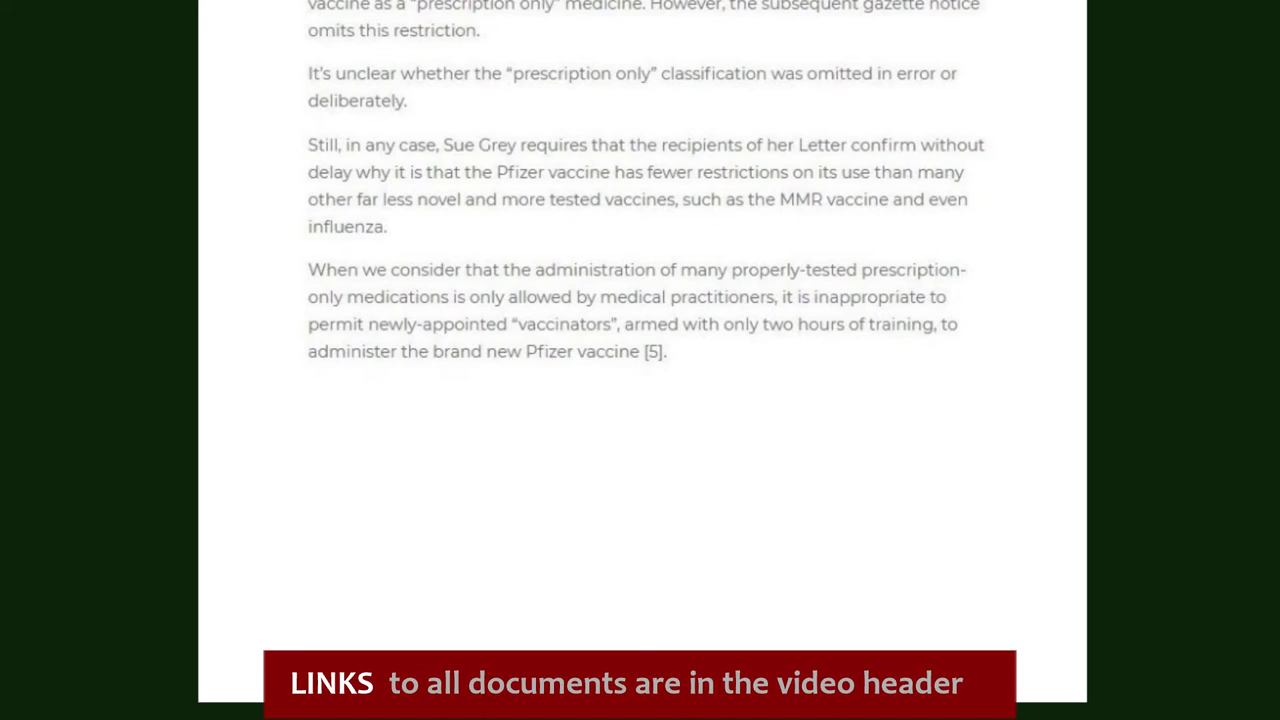 vaccine as a “prescription only” medicine. However, the subsequent gazette notice
omits this restriction.
It’s unclear whether the “prescription only” classification was omitted in error or
deliberately.
Still, in any case, Sue Grey requires that the recipients of her Letter confirm without
delay why it is that the Pfizer vaccine has fewer restrictions on its use than many
other far less novel and more tested vaccines, such as the MMR vaccine and even
influenza.
When we consider that the administration of many properly-tested prescription-
only medications is only allowed by medical practitioners, it is inappropriate to
permit newly-appointed “vaccinators”, armed with only two hours of training, to
administer the brand new Pfizer vaccine [5].
LINKS to all documents are in the video header